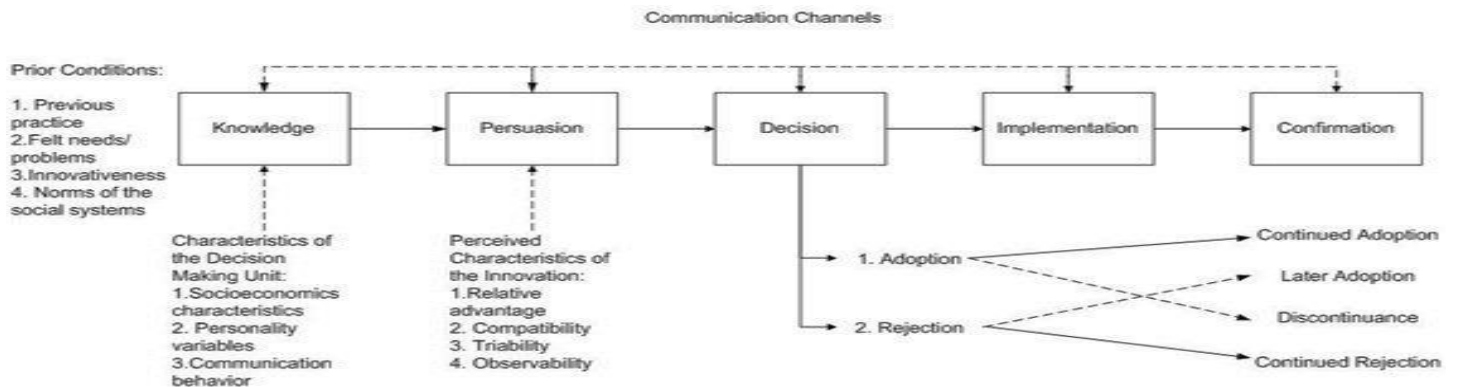 Communication Channels
Prior Conditions:
1. Previous
practice
2.Felt needs/
problems
3.Innovativeness
4. Norms of the
social systems
Knowledge
Persuasion
Decision
Implementation
Confirmation
Characteristics of
the Decision
Making Unit:
1.Socioeconomics
characteristics
2. Personality
variables
3.Communication
behavior
Perceived
Characteristics of
the Innovation:
1.Relative
advantage
2. Compatibility
3. Triability
4. Observability
1. Adoption
2. Rejection
Continued Adoption
Later Adoption
Discontinuance
Continued Rejection